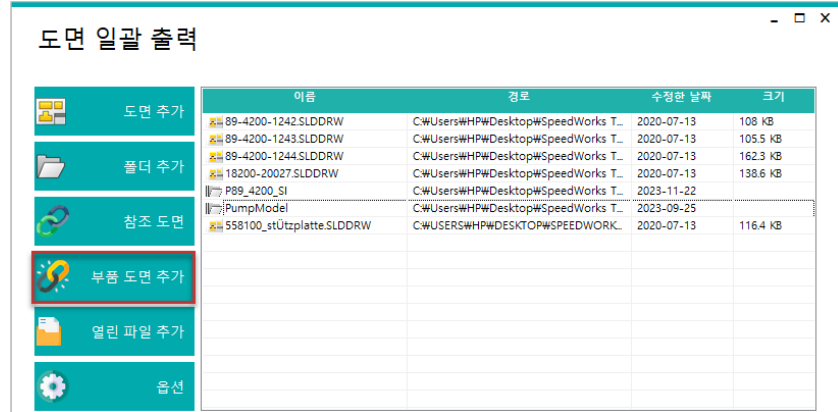 도면 일괄 출력
도면 추가
폴더 추가
참조 도면
부품 도면 추가
열린 파일 추가
옵션
이름 경로 수정한 날짜 크기
89-4200-1242.SLDDRW C:₩Users₩HP₩Desktop₩SpeedWorks T... 2020-07-13 108 KB
89-4200-1243.SLDDRW C:₩Users₩HP₩Desktop₩SpeedWorks T... 2020-07-13 105.5 KB
89-4200-1244.SLDDRW C:₩Users₩HP₩Desktop₩SpeedWorks T... 2020-07-13 162.3 KB
18200-20027.SLDDRW C:₩Users₩HP₩Desktop₩SpeedWorks T... 2020-07-13 138.6 KB
P89_4200_SI C:₩Users₩HP₩Desktop₩SpeedWorks T... 2023-11-22
PumpModel C:₩Users₩HP₩Desktop₩SpeedWorks T... 2023-09-25
558100_stÜtzplatte.SLDDRW C:₩USERS₩HP₩DESKTOP₩SPEEDWORK... 2020-07-13 116.4 KB